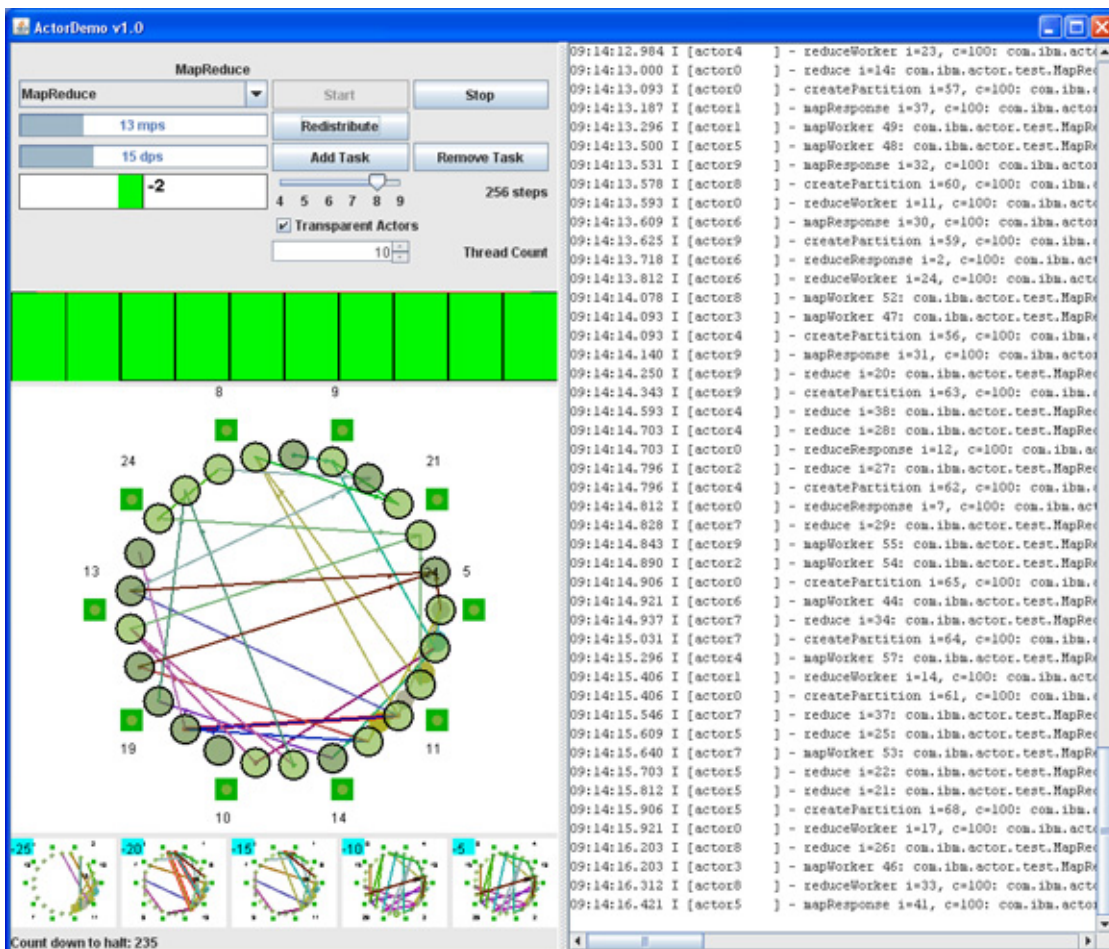 ActorDemo v1.0
MapReduce
MapReduce
Start
Stop
13 mps
Redistribute
15 dps
Add Task
Remove Task
-2
4 5 6 7 8 9
256 steps
Transparent Actors
10
Thread Count
8 9
24 21
13 5
19 11
10 14
-25 -20 -15 -10 -5
Count down to halt: 235
09:14:12.984 I [actor4 ] - reduceWorker i=23, c=100: com.ibm.acto
09:14:13.000 I [actor0 ] - reduce i=14: com.ibm.actor.test.MapRec
09:14:13.093 I [actor0 ] - createPartition i=57, c=100: com.ibm.a
09:14:13.187 I [actor1 ] - mapResponse i=37, c=100: com.ibm.actor
09:14:13.296 I [actor1 ] - mapWorker 49: com.ibm.actor.test.MapRe
09:14:13.500 I [actor5 ] - mapWorker 48: com.ibm.actor.test.MapRe
09:14:13.531 I [actor9 ] - mapResponse i=32, c=100: com.ibm.actor
09:14:13.578 I [actor8 ] - createPartition i=60, c=100: com.ibm.a
09:14:13.593 I [actor0 ] - reduceWorker i=11, c=100: com.ibm.acto
09:14:13.609 I [actor6 ] - mapResponse i=30, c=100: com.ibm.actor
09:14:13.625 I [actor9 ] - createPartition i=59, c=100: com.ibm.a
09:14:13.718 I [actor6 ] - reduceResponse i=2, c=100: com.ibm.act
09:14:13.812 I [actor6 ] - reduceWorker i=24, c=100: com.ibm.acto
09:14:14.078 I [actor8 ] - mapWorker 52: com.ibm.actor.test.MapRe
09:14:14.093 I [actor3 ] - mapWorker 47: com.ibm.actor.test.MapRe
09:14:14.093 I [actor4 ] - createPartition i=56, c=100: com.ibm.a
09:14:14.140 I [actor9 ] - mapResponse i=31, c=100: com.ibm.actor
09:14:14.250 I [actor9 ] - reduce i=20: com.ibm.actor.test.MapRec
09:14:14.343 I [actor9 ] - createPartition i=63, c=100: com.ibm.a
09:14:14.593 I [actor4 ] - reduce i=38: com.ibm.actor.test.MapRec
09:14:14.703 I [actor4 ] - reduce i=28: com.ibm.actor.test.MapRec
09:14:14.703 I [actor0 ] - reduceResponse i=12, c=100: com.ibm.ac
09:14:14.796 I [actor2 ] - reduce i=27: com.ibm.actor.test.MapRec
09:14:14.796 I [actor4 ] - createPartition i=62, c=100: com.ibm.a
09:14:14.812 I [actor0 ] - reduceResponse i=7, c=100: com.ibm.act
09:14:14.828 I [actor7 ] - reduce i=29: com.ibm.actor.test.MapRec
09:14:14.843 I [actor9 ] - mapWorker 55: com.ibm.actor.test.MapRe
09:14:14.890 I [actor2 ] - mapWorker 54: com.ibm.actor.test.MapRe
09:14:14.906 I [actor0 ] - createPartition i=65, c=100: com.ibm.a
09:14:14.921 I [actor6 ] - mapWorker 44: com.ibm.actor.test.MapRe
09:14:14.937 I [actor7 ] - reduce i=34: com.ibm.actor.test.MapRec
09:14:15.031 I [actor7 ] - createPartition i=64, c=100: com.ibm.a
09:14:15.296 I [actor4 ] - mapWorker 57: com.ibm.actor.test.MapRe
09:14:15.406 I [actor1 ] - reduceWorker i=14, c=100: com.ibm.acto
09:14:15.406 I [actor0 ] - createPartition i=61, c=100: com.ibm.a
09:14:15.546 I [actor7 ] - reduce i=37: com.ibm.actor.test.MapRec
09:14:15.609 I [actor5 ] - reduce i=25: com.ibm.actor.test.MapRec
09:14:15.640 I [actor7 ] - mapWorker 53: com.ibm.actor.test.MapRe
09:14:15.703 I [actor5 ] - reduce i=22: com.ibm.actor.test.MapRec
09:14:15.812 I [actor5 ] - reduce i=21: com.ibm.actor.test.MapRec
09:14:15.906 I [actor5 ] - createPartition i=68, c=100: com.ibm.a
09:14:15.921 I [actor0 ] - reduceWorker i=17, c=100: com.ibm.acto
09:14:16.203 I [actor8 ] - reduce i=26: com.ibm.actor.test.MapRec
09:14:16.203 I [actor3 ] - mapWorker 46: com.ibm.actor.test.MapRe
09:14:16.312 I [actor8 ] - reduceWorker i=33, c=100: com.ibm.acto
09:14:16.421 I [actor5 ] - mapResponse i=41, c=100: com.ibm.actor